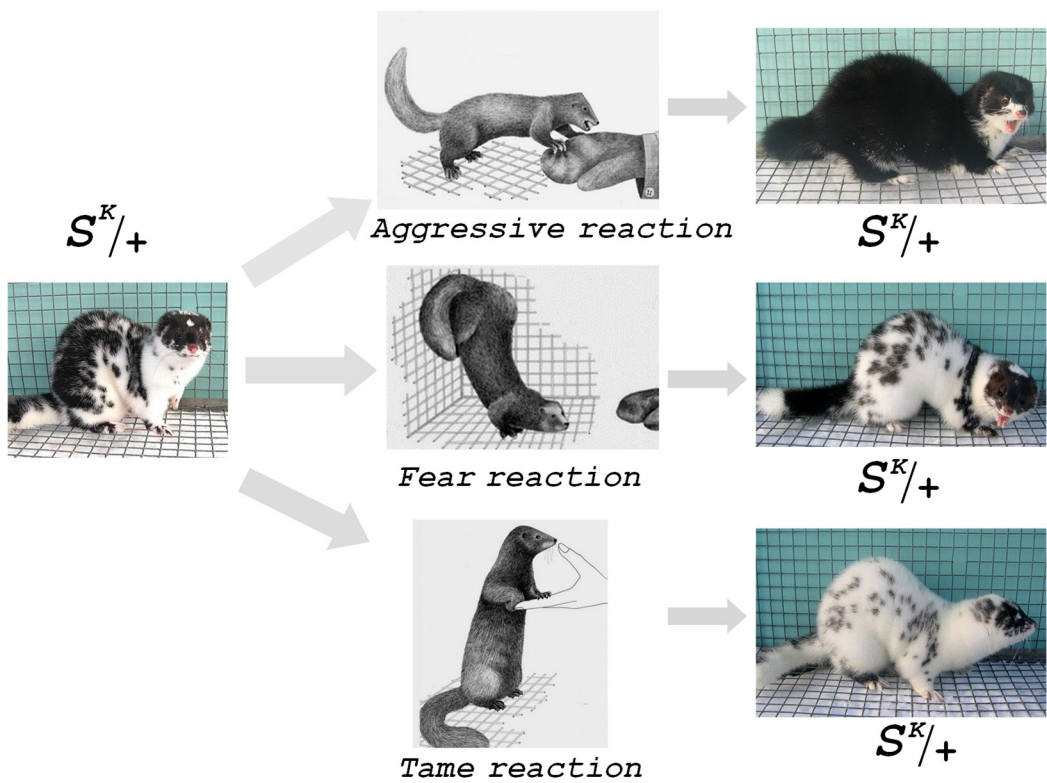 S^K/+
Aggressive reaction
S^K/+
Fear reaction
S^K/+
Tame reaction
S^K/+